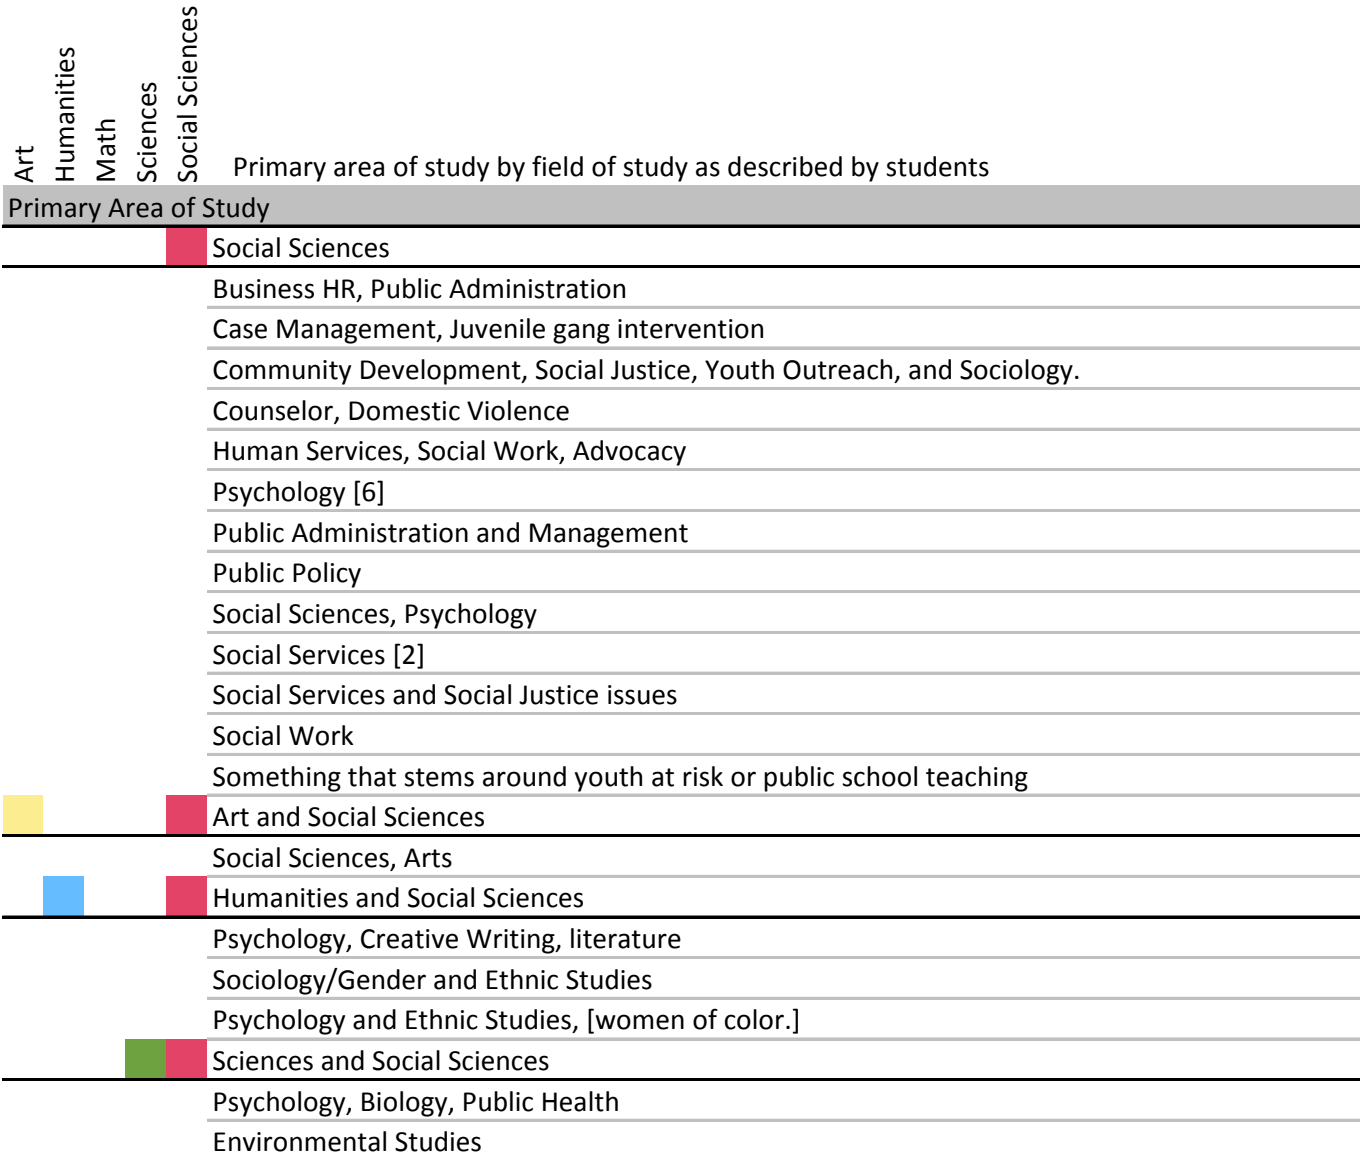 Art
Humanities
Math
Sciences
Social Sciences
Primary area of study by field of study as described by students
Primary Area of Study
Social Sciences
Business HR, Public Administration
Case Management, Juvenile gang intervention
Community Development, Social Justice, Youth Outreach, and Sociology.
Counselor, Domestic Violence
Human Services, Social Work, Advocacy
Psychology [6]
Public Administration and Management
Public Policy
Social Sciences, Psychology
Social Services [2]
Social Services and Social Justice issues
Social Work
Something that stems around youth at risk or public school teaching
Art and Social Sciences
Social Sciences, Arts
Humanities and Social Sciences
Psychology, Creative Writing, literature
Sociology/Gender and Ethnic Studies
Psychology and Ethnic Studies, [women of color.]
Sciences and Social Sciences
Psychology, Biology, Public Health
Environmental Studies